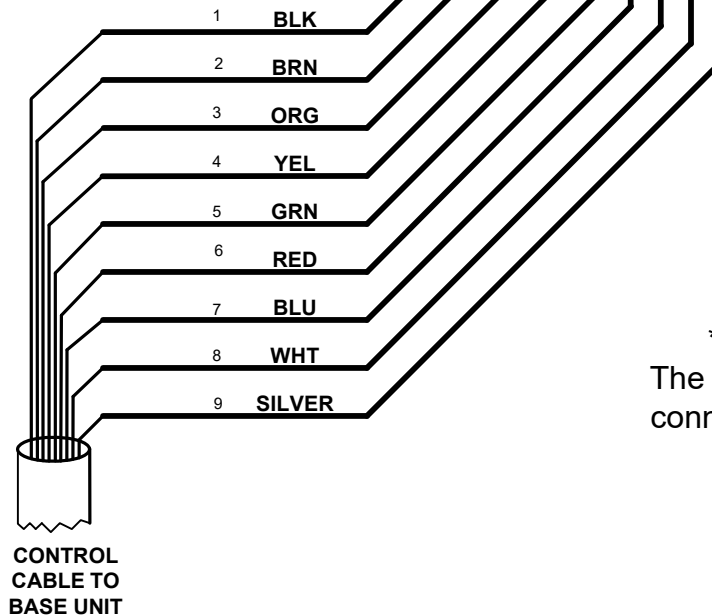 1 BLK
2 BRN
3 ORG
4 YEL
5 GRN
6 RED
7 BLU
8 WHT
9 SILVER
*
The
CONTROL
CABLE TO
BASE UNIT